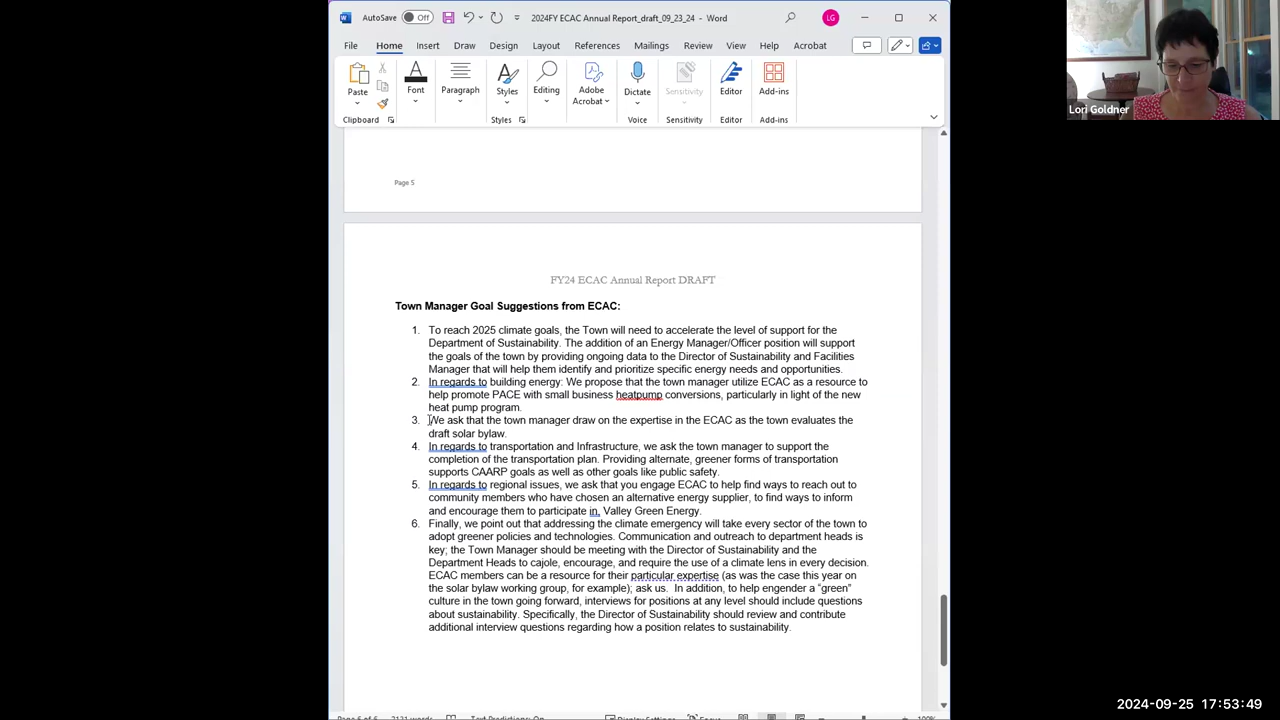 AutoSave Off 2024FY ECAC Annual Report_draft_09_23_24 - Word LG
File Home Insert Draw Design Layout References Mailings Review View Help Acrobat
Paste Font Paragraph Styles Editing Adobe Acrobat Dictate Sensitivity Editor Add-ins
Clipboard Styles Voice Sensitivity Editor Add-ins
Lori Goldner
Page 5
FY24 ECAC Annual Report DRAFT
Town Manager Goal Suggestions from ECAC:
1. To reach 2025 climate goals, the Town will need to accelerate the level of support for the
Department of Sustainability. The addition of an Energy Manager/Officer position will support
the goals of the town by providing ongoing data to the Director of Sustainability and Facilities
Manager that will help them identify and prioritize specific energy needs and opportunities.
2. In regards to building energy: We propose that the town manager utilize ECAC as a resource to
help promote PACE with small business heatpump conversions, particularly in light of the new
heat pump program.
3. We ask that the town manager draw on the expertise in the ECAC as the town evaluates the
draft solar bylaw.
4. In regards to transportation and Infrastructure, we ask the town manager to support the
completion of the transportation plan. Providing alternate, greener forms of transportation
supports CAARP goals as well as other goals like public safety.
5. In regards to regional issues, we ask that you engage ECAC to help find ways to reach out to
community members who have chosen an alternative energy supplier, to find ways to inform
and encourage them to participate in, Valley Green Energy.
6. Finally, we point out that addressing the climate emergency will take every sector of the town to
adopt greener policies and technologies. Communication and outreach to department heads is
key; the Town Manager should be meeting with the Director of Sustainability and the
Department Heads to cajole, encourage, and require the use of a climate lens in every decision.
ECAC members can be a resource for their particular expertise (as was the case this year on
the solar bylaw working group, for example); ask us. In addition, to help engender a “green”
culture in the town going forward, interviews for positions at any level should include questions
about sustainability. Specifically, the Director of Sustainability should review and contribute
additional interview questions regarding how a position relates to sustainability.
2024-09-25 17:53:49
Page 6 of 6 2131 words Text Predictions: On Display Settings Focus 100%